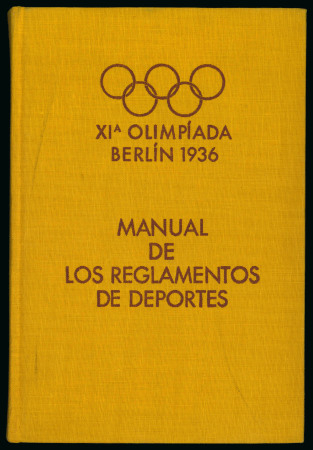 XIᴬ OLIMPÍADA
BERLÍN 1936
MANUAL
DE
LOS REGLAMENTOS
DE DEPORTES